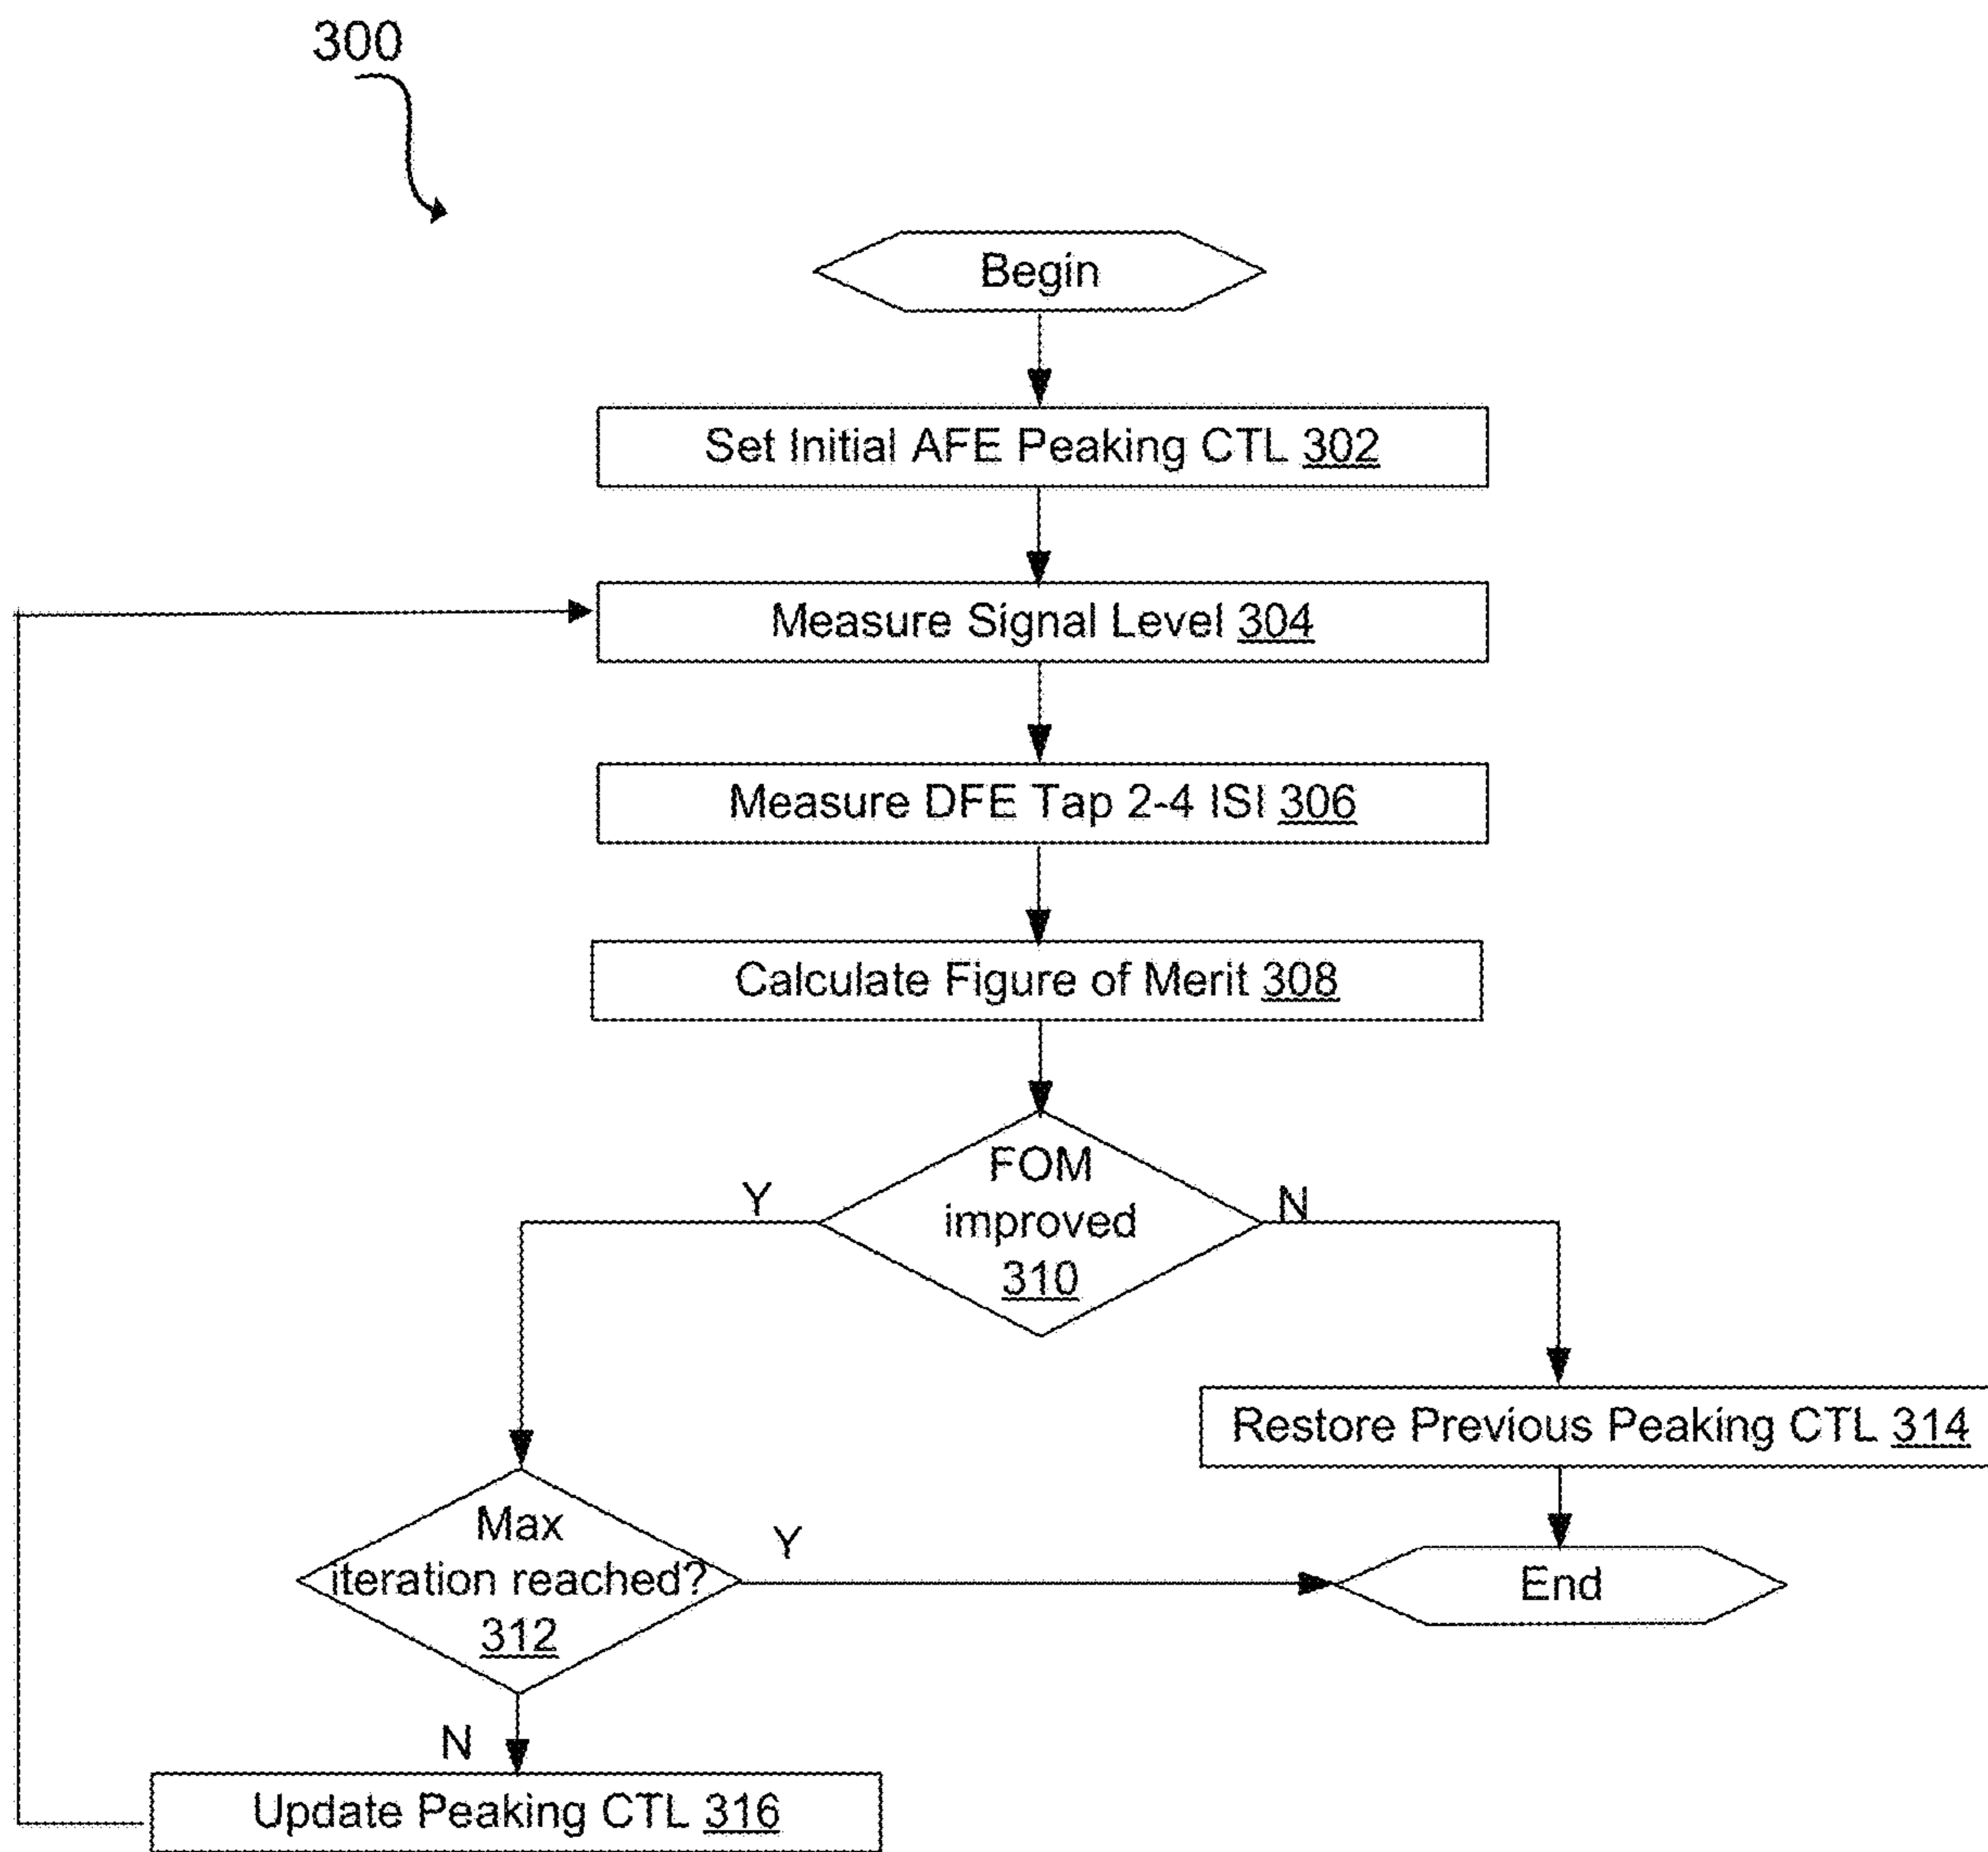 300
Begin
Set Initial AFE Peaking CTL 302
Measure Signal Level 304
Measure DFE Tap 2-4 ISI 306
Calculate Figure of Merit 308
FOM
improved
310
Y
N
Restore Previous Peaking CTL 314
Max
iteration reached?
312
Y
End
N
Update Peaking CTL 316